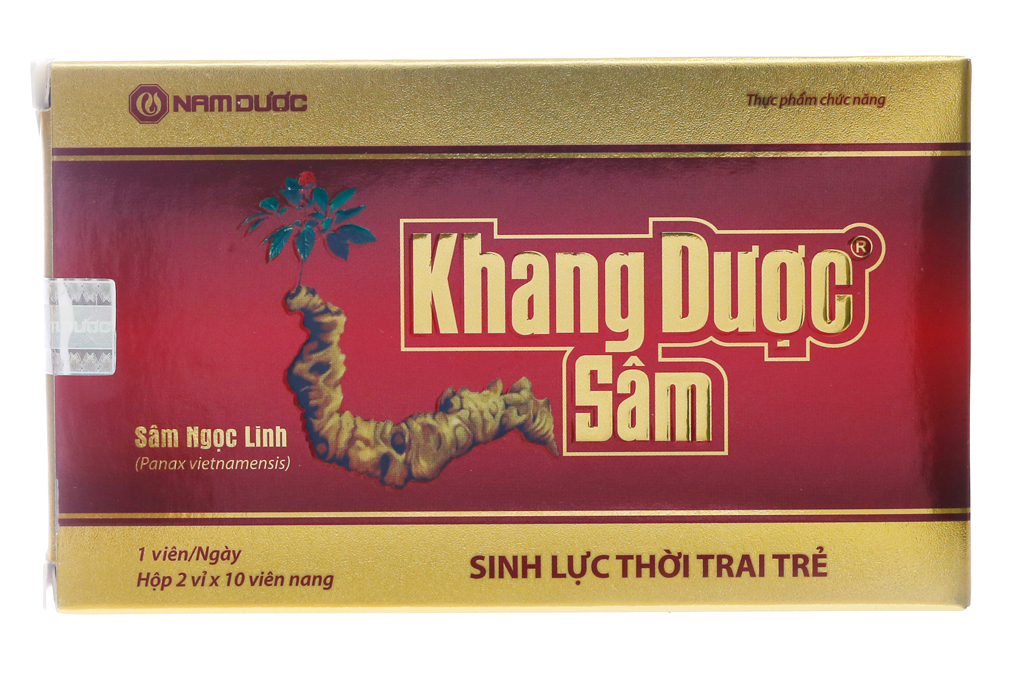 NAM DƯỢC
Thực phẩm chức năng
Khang Dược®
Sâm
DƯỢC
Sâm Ngọc Linh
(Panax vietnamensis)
1 viên/Ngày
Hộp 2 vỉ x 10 viên nang
SINH LỰC THỜI TRAI TRẺ